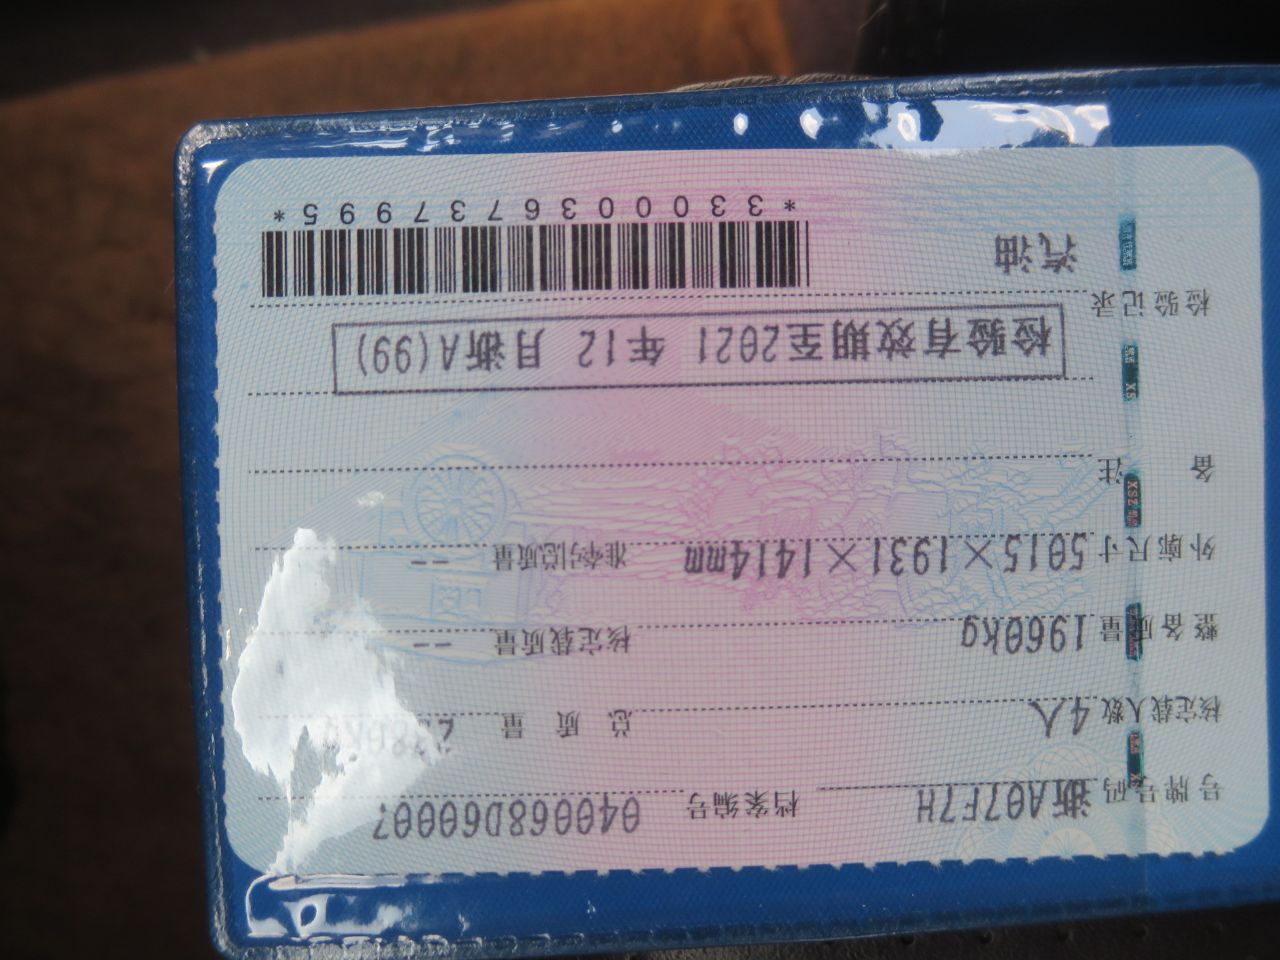 号牌号码 浙A07F7H 档案编号 040068D60007
核定载人数 4人 总质量
整备质量 1960kg 核定载质量 --
外廓尺寸 5015×1931×1414mm 准牵引总质量 --
备注
检验有效期至2021 年12 月浙A(99)
检验记录
汽油
*3300036737995*